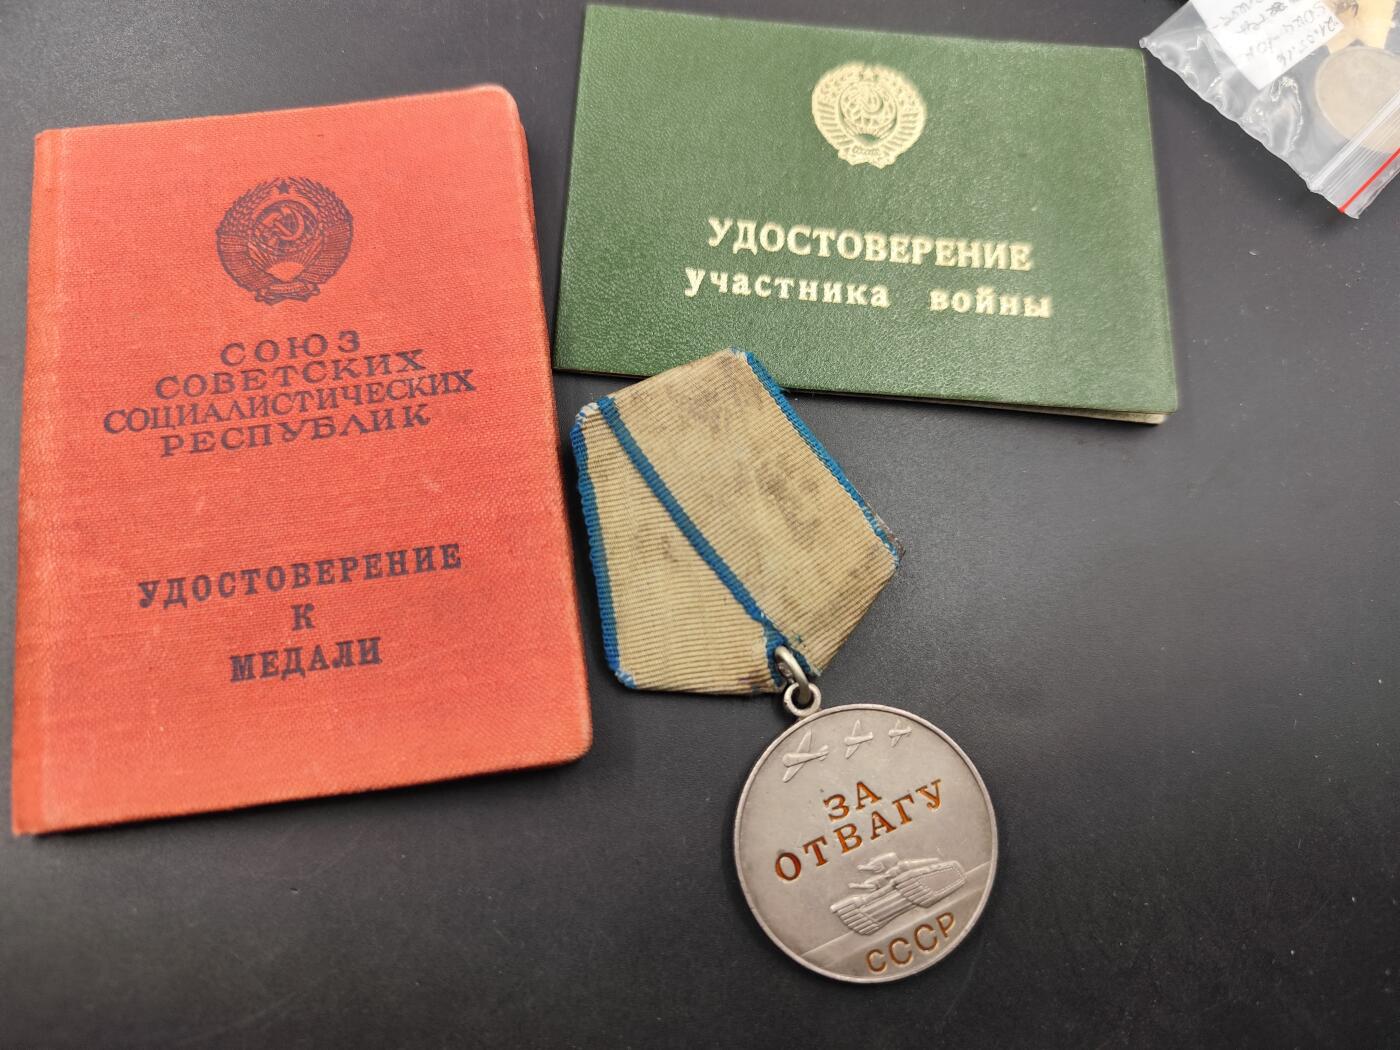 СОЮЗ
СОВЕТСКИХ
СОЦИАЛИСТИЧЕСКИХ
РЕСПУБЛИК
УДОСТОВЕРЕНИЕ
К
МЕДАЛИ
УДОСТОВЕРЕНИЕ
участника войны
ЗА
ОТВАГУ
СССР